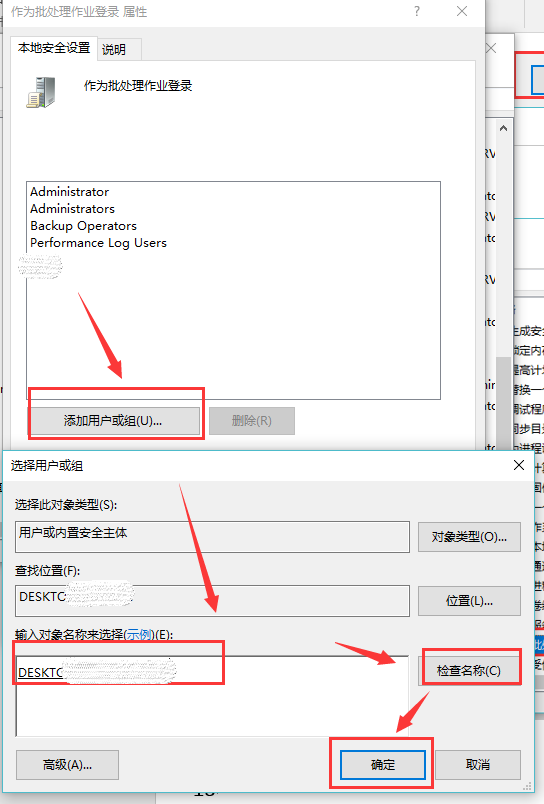 作为批处理作业登录 属性
本地安全设置
说明
作为批处理作业登录
Administrator
Administrators
Backup Operators
Performance Log Users
添加用户或组(U)...
删除(R)
选择用户或组
选择此对象类型(S):
用户或内置安全主体
对象类型(O)...
查找位置(F):
DESKTO
位置(L)...
输入对象名称来选择(示例)(E):
DESKTO
检查名称(C)
高级(A)...
确定
取消